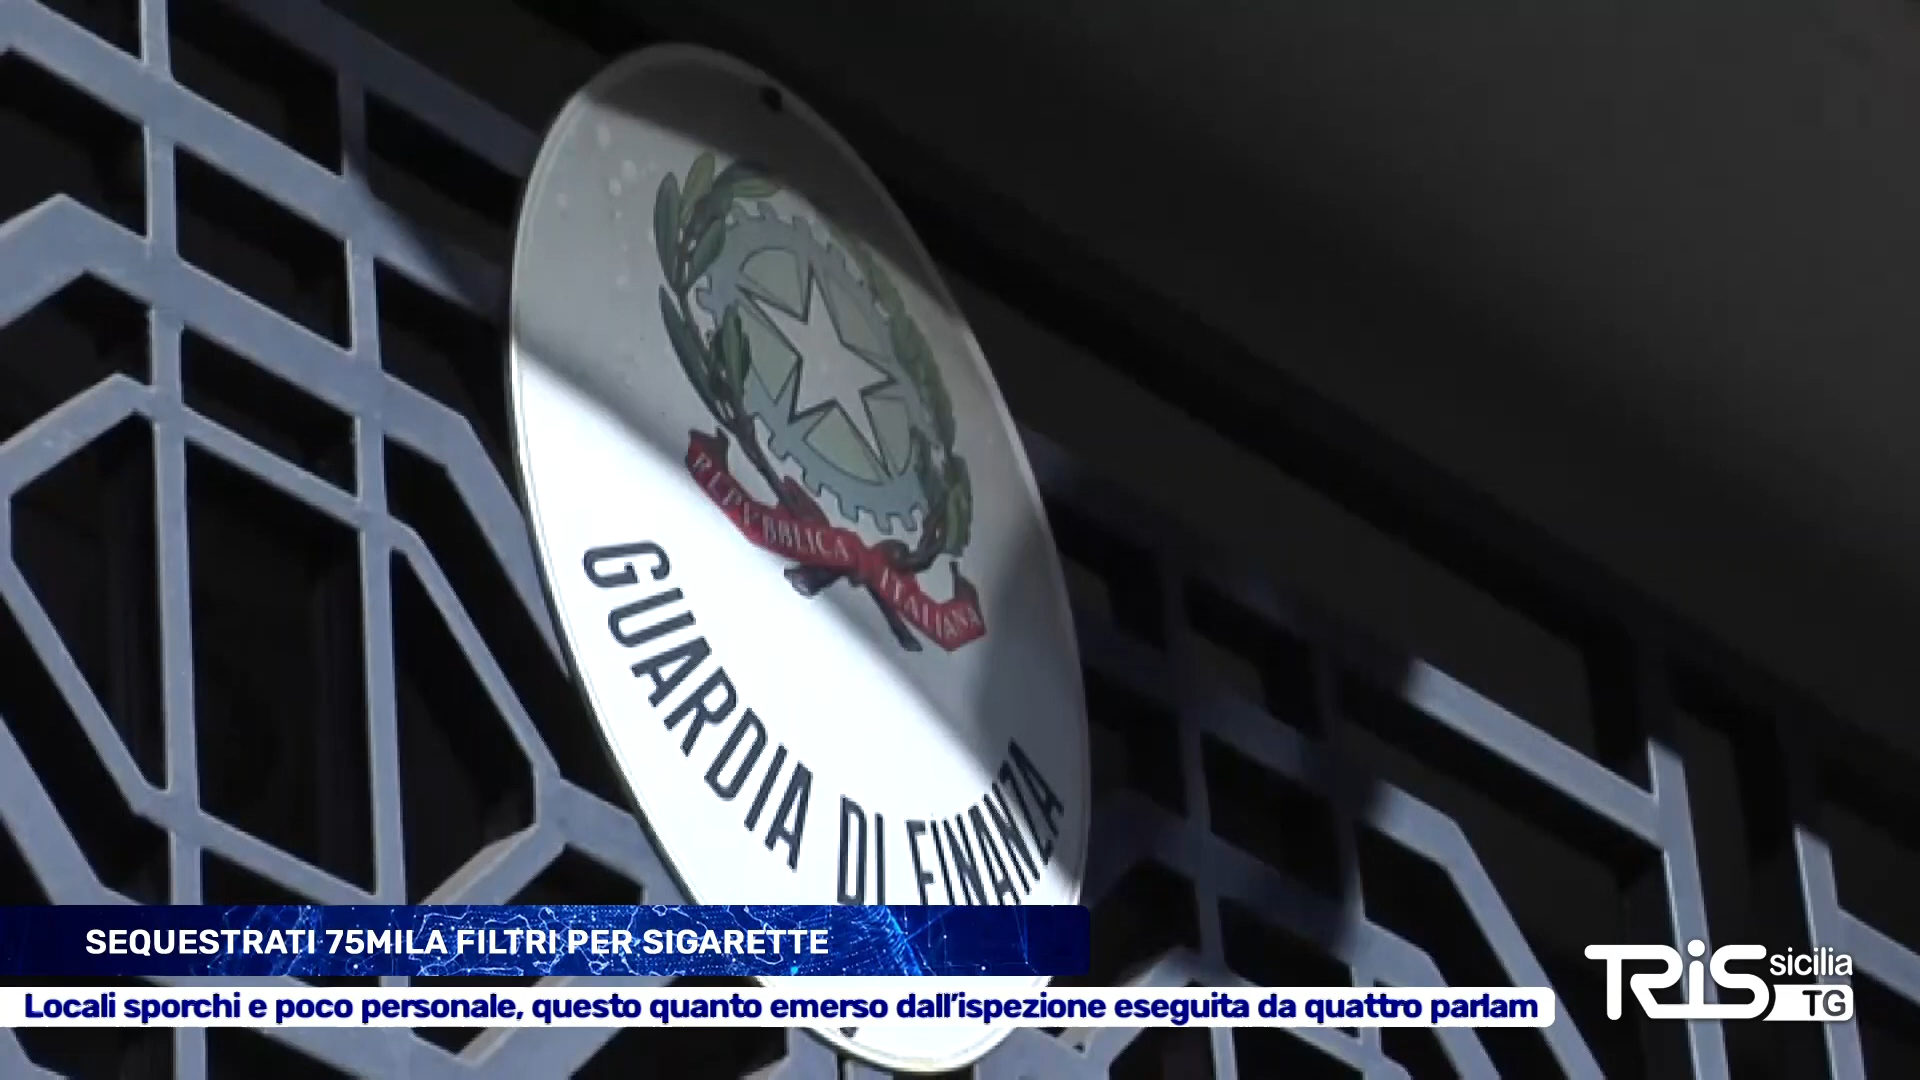 REPVBBLICA ITALIANA
GUARDIA DI FINANZA
SEQUESTRATI 75MILA FILTRI PER SIGARETTE
Locali sporchi e poco personale, questo quanto emerso dall'ispezione eseguita da quattro parlam
TRiS sicilia
TG